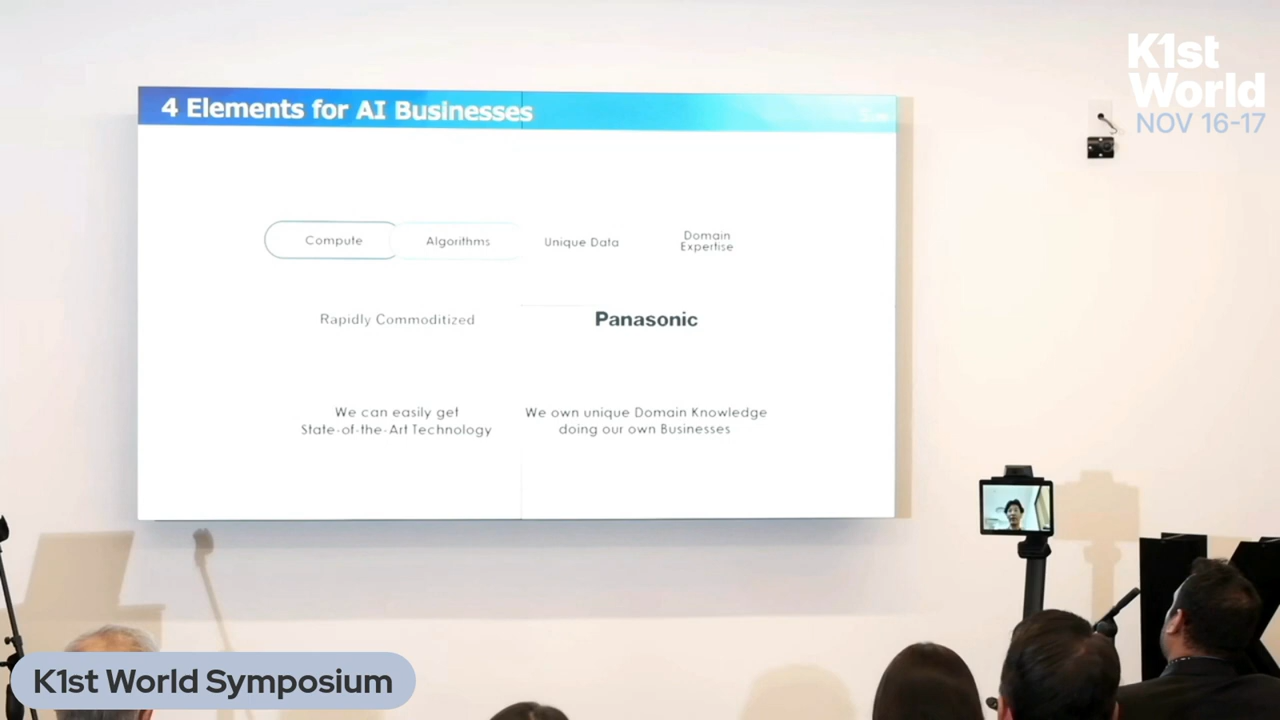 K1st
World
NOV 16-17
4 Elements for AI Businesses
Compute
Algorithms
Unique Data
Domain
Expertise
Rapidly Commoditized
Panasonic
We can easily get
State-of-the-Art Technology
We own unique Domain Knowledge
doing our own Businesses
K1st World Symposium